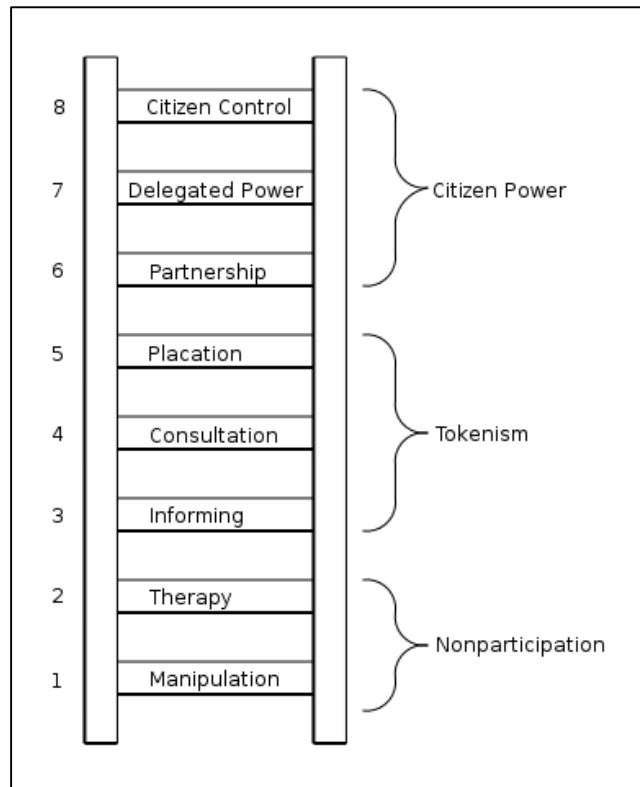 8 Citizen Control
7 Delegated Power
Citizen Power
6 Partnership
5 Placation
4 Consultation
Tokenism
3 Informing
2 Therapy
Nonparticipation
1 Manipulation